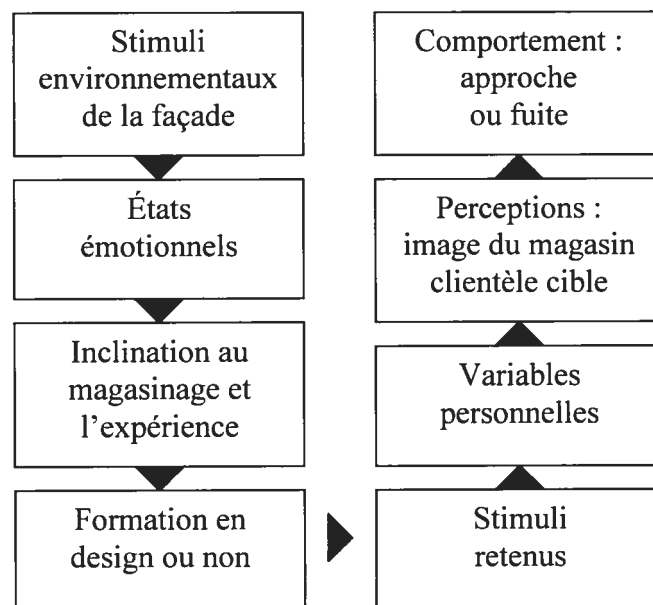 Stimuli
environnementaux
de la façade
États
émotionnels
Inclination au
magasinage et
l’expérience
Formation en
design ou non
Stimuli
retenus
Variables
personnelles
Perceptions :
image du magasin
clientèle cible
Comportement :
approche
ou fuite